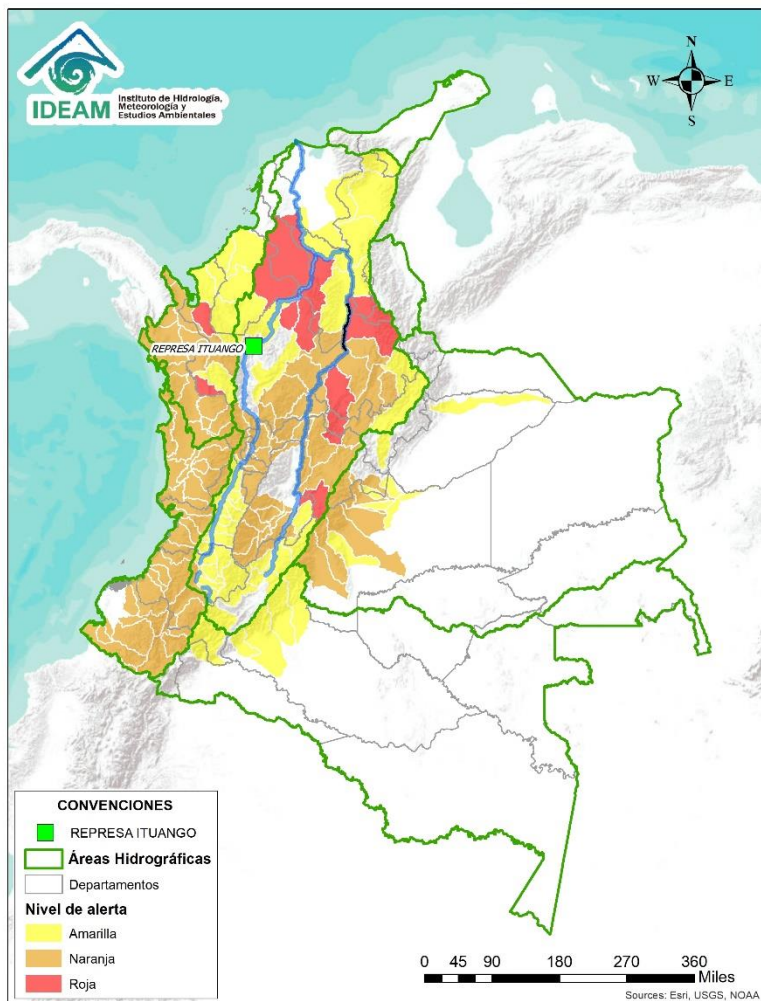 IDEAM
Instituto de Hidrología,
Meteorología y
Estudios Ambientales
N
W
E
S
REPRESA ITUANGO
CONVENCIONES
REPRESA ITUANGO
Áreas Hidrográficas
Departamentos
Nivel de alerta
Amarilla
Naranja
Roja
0 45 90 180 270 360
Miles
Sources: Esri, USGS, NOAA